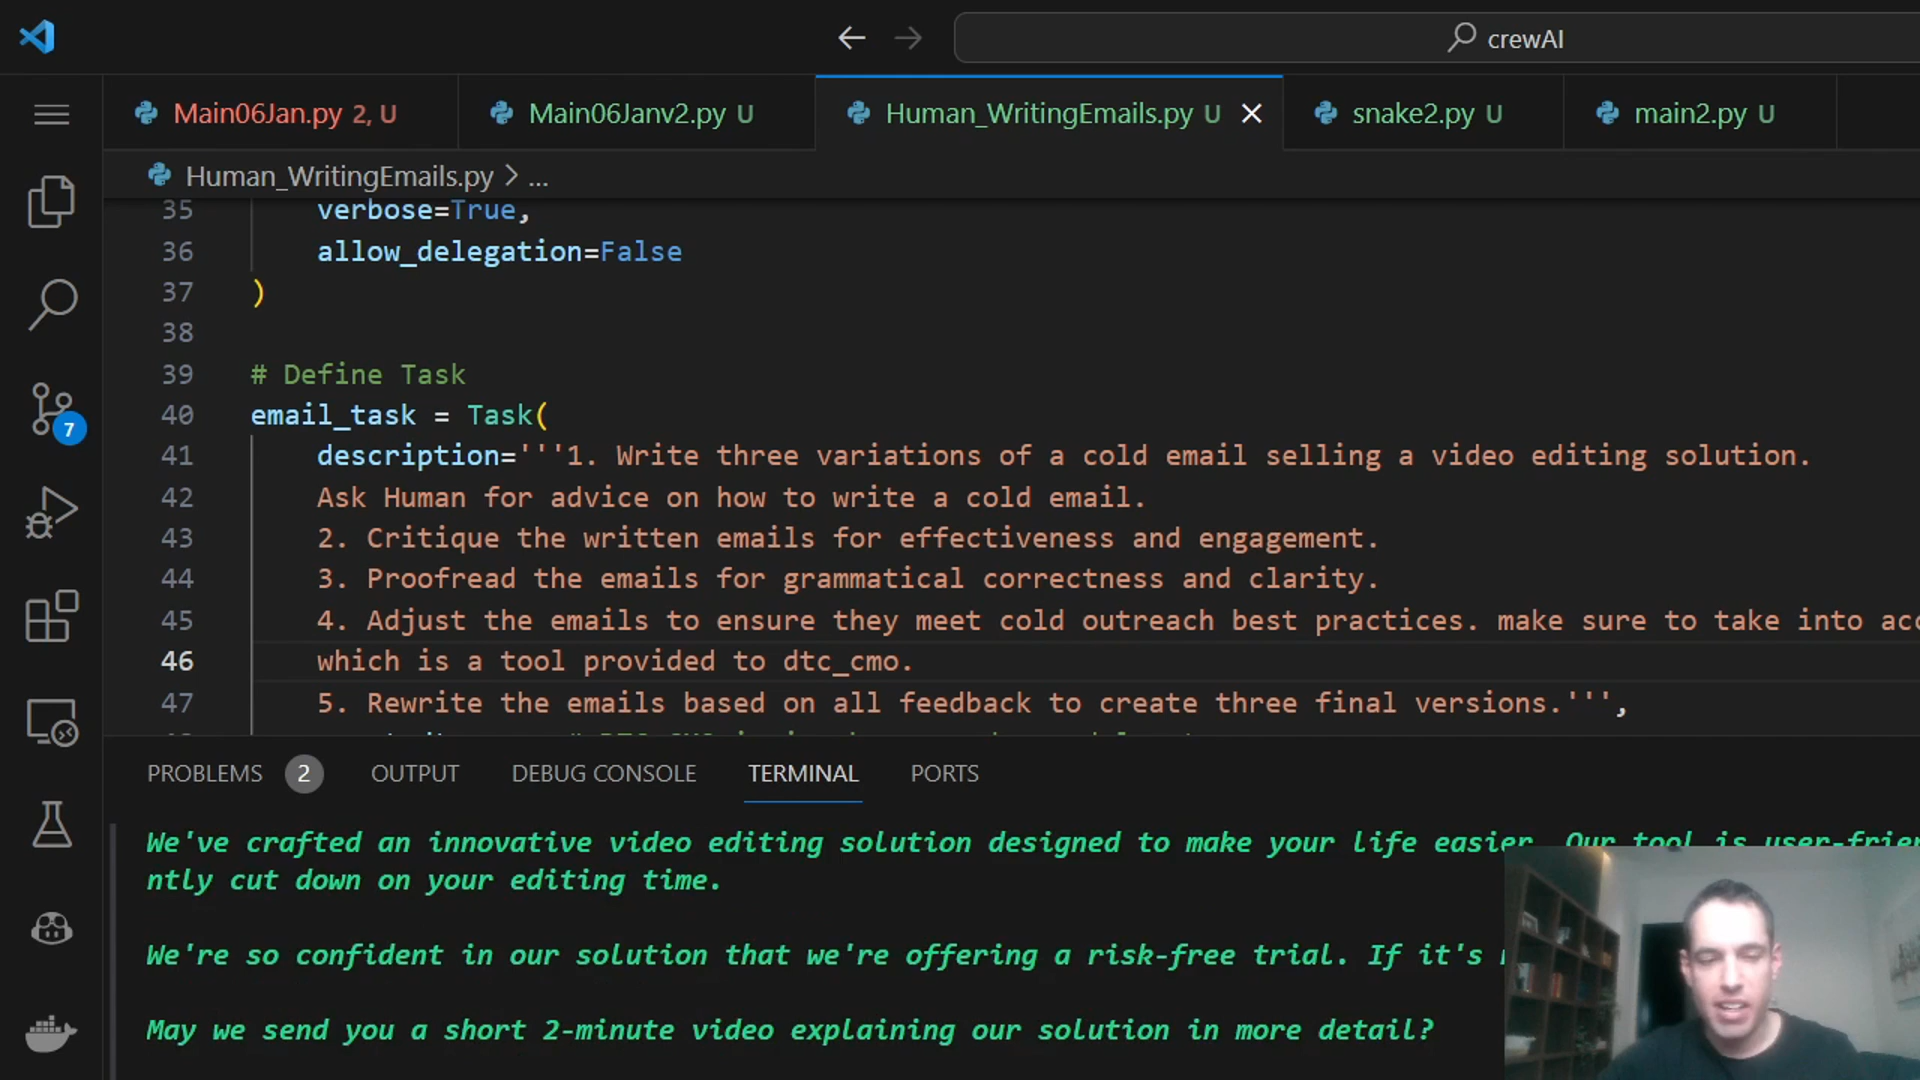 crewAI
Main06Jan.py 2, U
Main06Janv2.py U
Human_WritingEmails.py U
snake2.py U
main2.py U
Human_WritingEmails.py > ...
35 verbose=True,
36 allow_delegation=False
37 )
38
39 # Define Task
40 email_task = Task(
41 description='''1. Write three variations of a cold email selling a video editing solution.
42 Ask Human for advice on how to write a cold email.
43 2. Critique the written emails for effectiveness and engagement.
44 3. Proofread the emails for grammatical correctness and clarity.
45 4. Adjust the emails to ensure they meet cold outreach best practices. make sure to take into
46 which is a tool provided to dtc_cmo.
47 5. Rewrite the emails based on all feedback to create three final versions.''',
7
PROBLEMS 2
OUTPUT
DEBUG CONSOLE
TERMINAL
PORTS
We've crafted an innovative video editing solution designed to make your life easier. Our tool is
ntly cut down on your editing time.
We're so confident in our solution that we're offering a risk-free trial. If it's
May we send you a short 2-minute video explaining our solution in more detail?